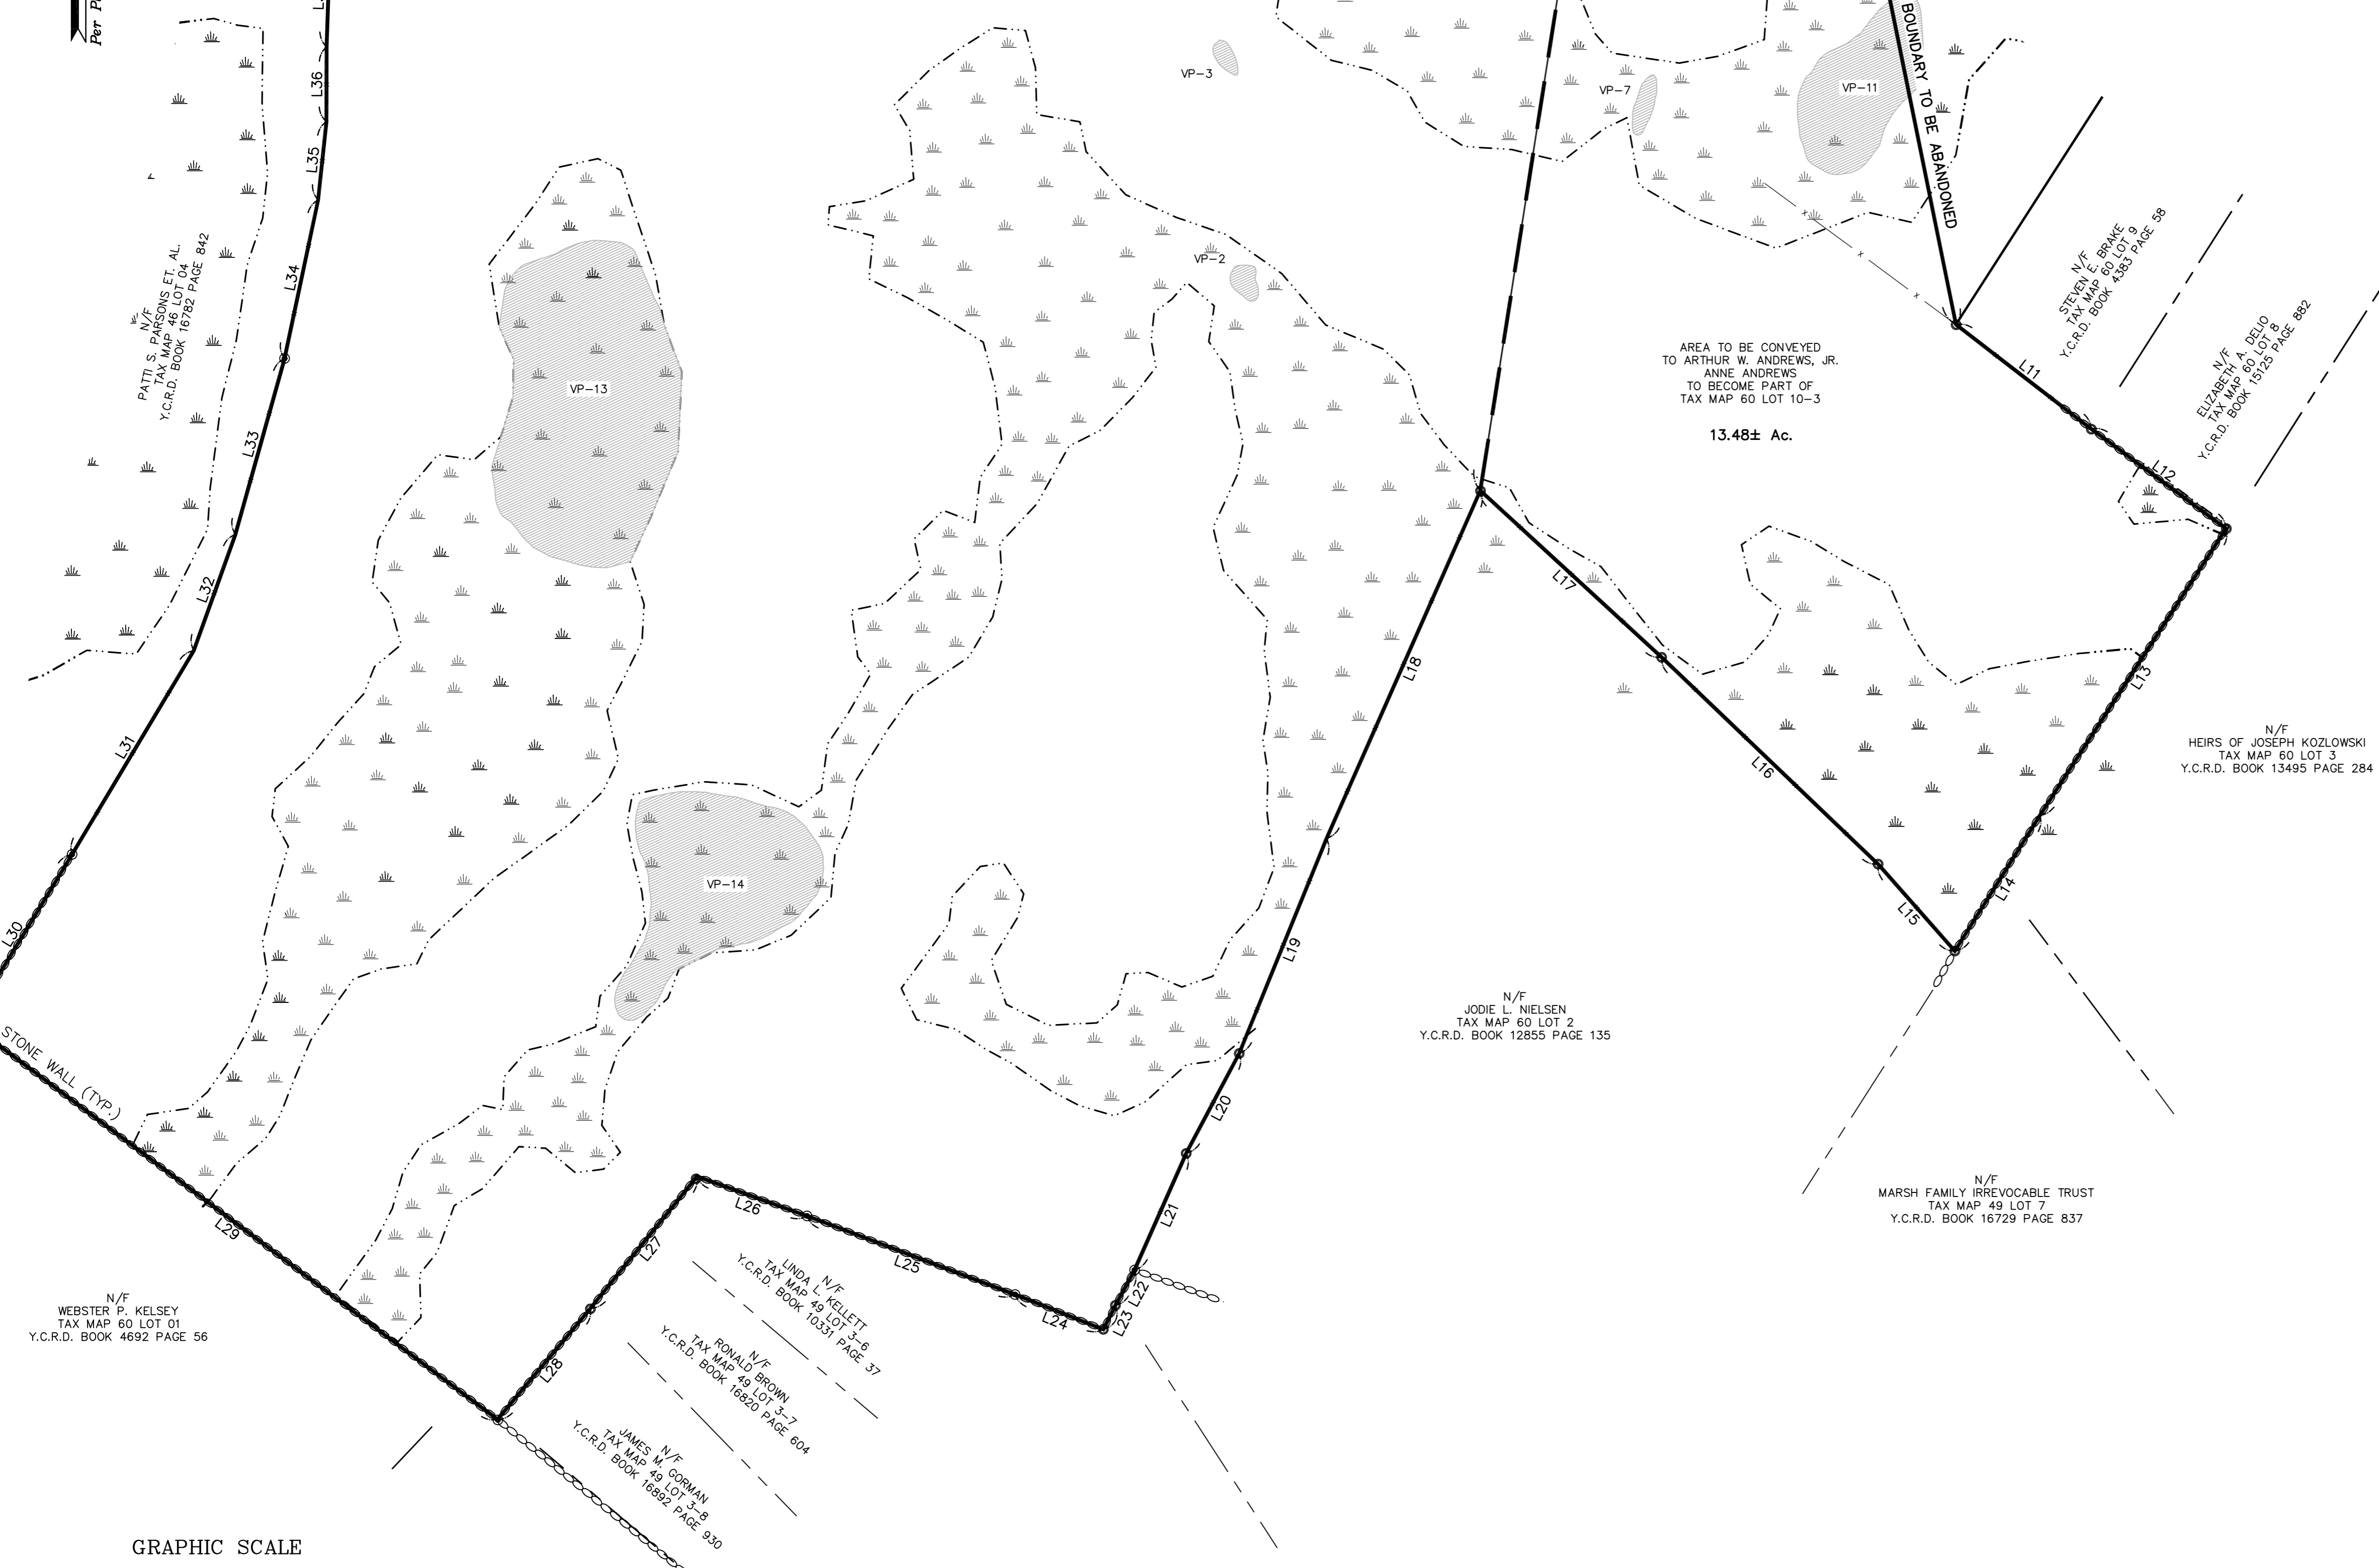 Per
L36
L35
L34
L33
L32
L31
L30
N/F
PATTI S. PARSONS ET. AL.
TAX MAP 46 LOT 04
Y.C.R.D. BOOK 16782 PAGE 842
VP-3
VP-7
VP-11
BOUNDARY TO BE ABANDONED
VP-2
VP-13
VP-14
AREA TO BE CONVEYED
TO ARTHUR W. ANDREWS, JR.
ANNE ANDREWS
TO BECOME PART OF
TAX MAP 60 LOT 10-3
13.48± Ac.
N/F
STEVEN E. BRAKE
TAX MAP 60 LOT 9
Y.C.R.D. BOOK 4383 PAGE 58
N/F
ELIZABETH A. DELIO
TAX MAP 60 LOT 8
Y.C.R.D. BOOK 15125 PAGE 882
L11
L12
L13
L14
L15
L16
L17
L18
L19
L20
L21
L22
L23
L24
L25
L26
L27
L28
L29
N/F
HEIRS OF JOSEPH KOZLOWSKI
TAX MAP 60 LOT 3
Y.C.R.D. BOOK 13495 PAGE 284
N/F
JODIE L. NIELSEN
TAX MAP 60 LOT 2
Y.C.R.D. BOOK 12855 PAGE 135
N/F
MARSH FAMILY IRREVOCABLE TRUST
TAX MAP 49 LOT 7
Y.C.R.D. BOOK 16729 PAGE 837
STONE WALL (TYP.)
N/F
WEBSTER P. KELSEY
TAX MAP 60 LOT 01
Y.C.R.D. BOOK 4692 PAGE 56
N/F
LINDA L. KELLETT
TAX MAP 49 LOT 3-6
Y.C.R.D. BOOK 10331 PAGE 37
N/F
RONALD BROWN
TAX MAP 49 LOT 3-7
Y.C.R.D. BOOK 16820 PAGE 604
N/F
JAMES M. GORMAN
TAX MAP 49 LOT 3-8
Y.C.R.D. BOOK 16892 PAGE 930
GRAPHIC SCALE